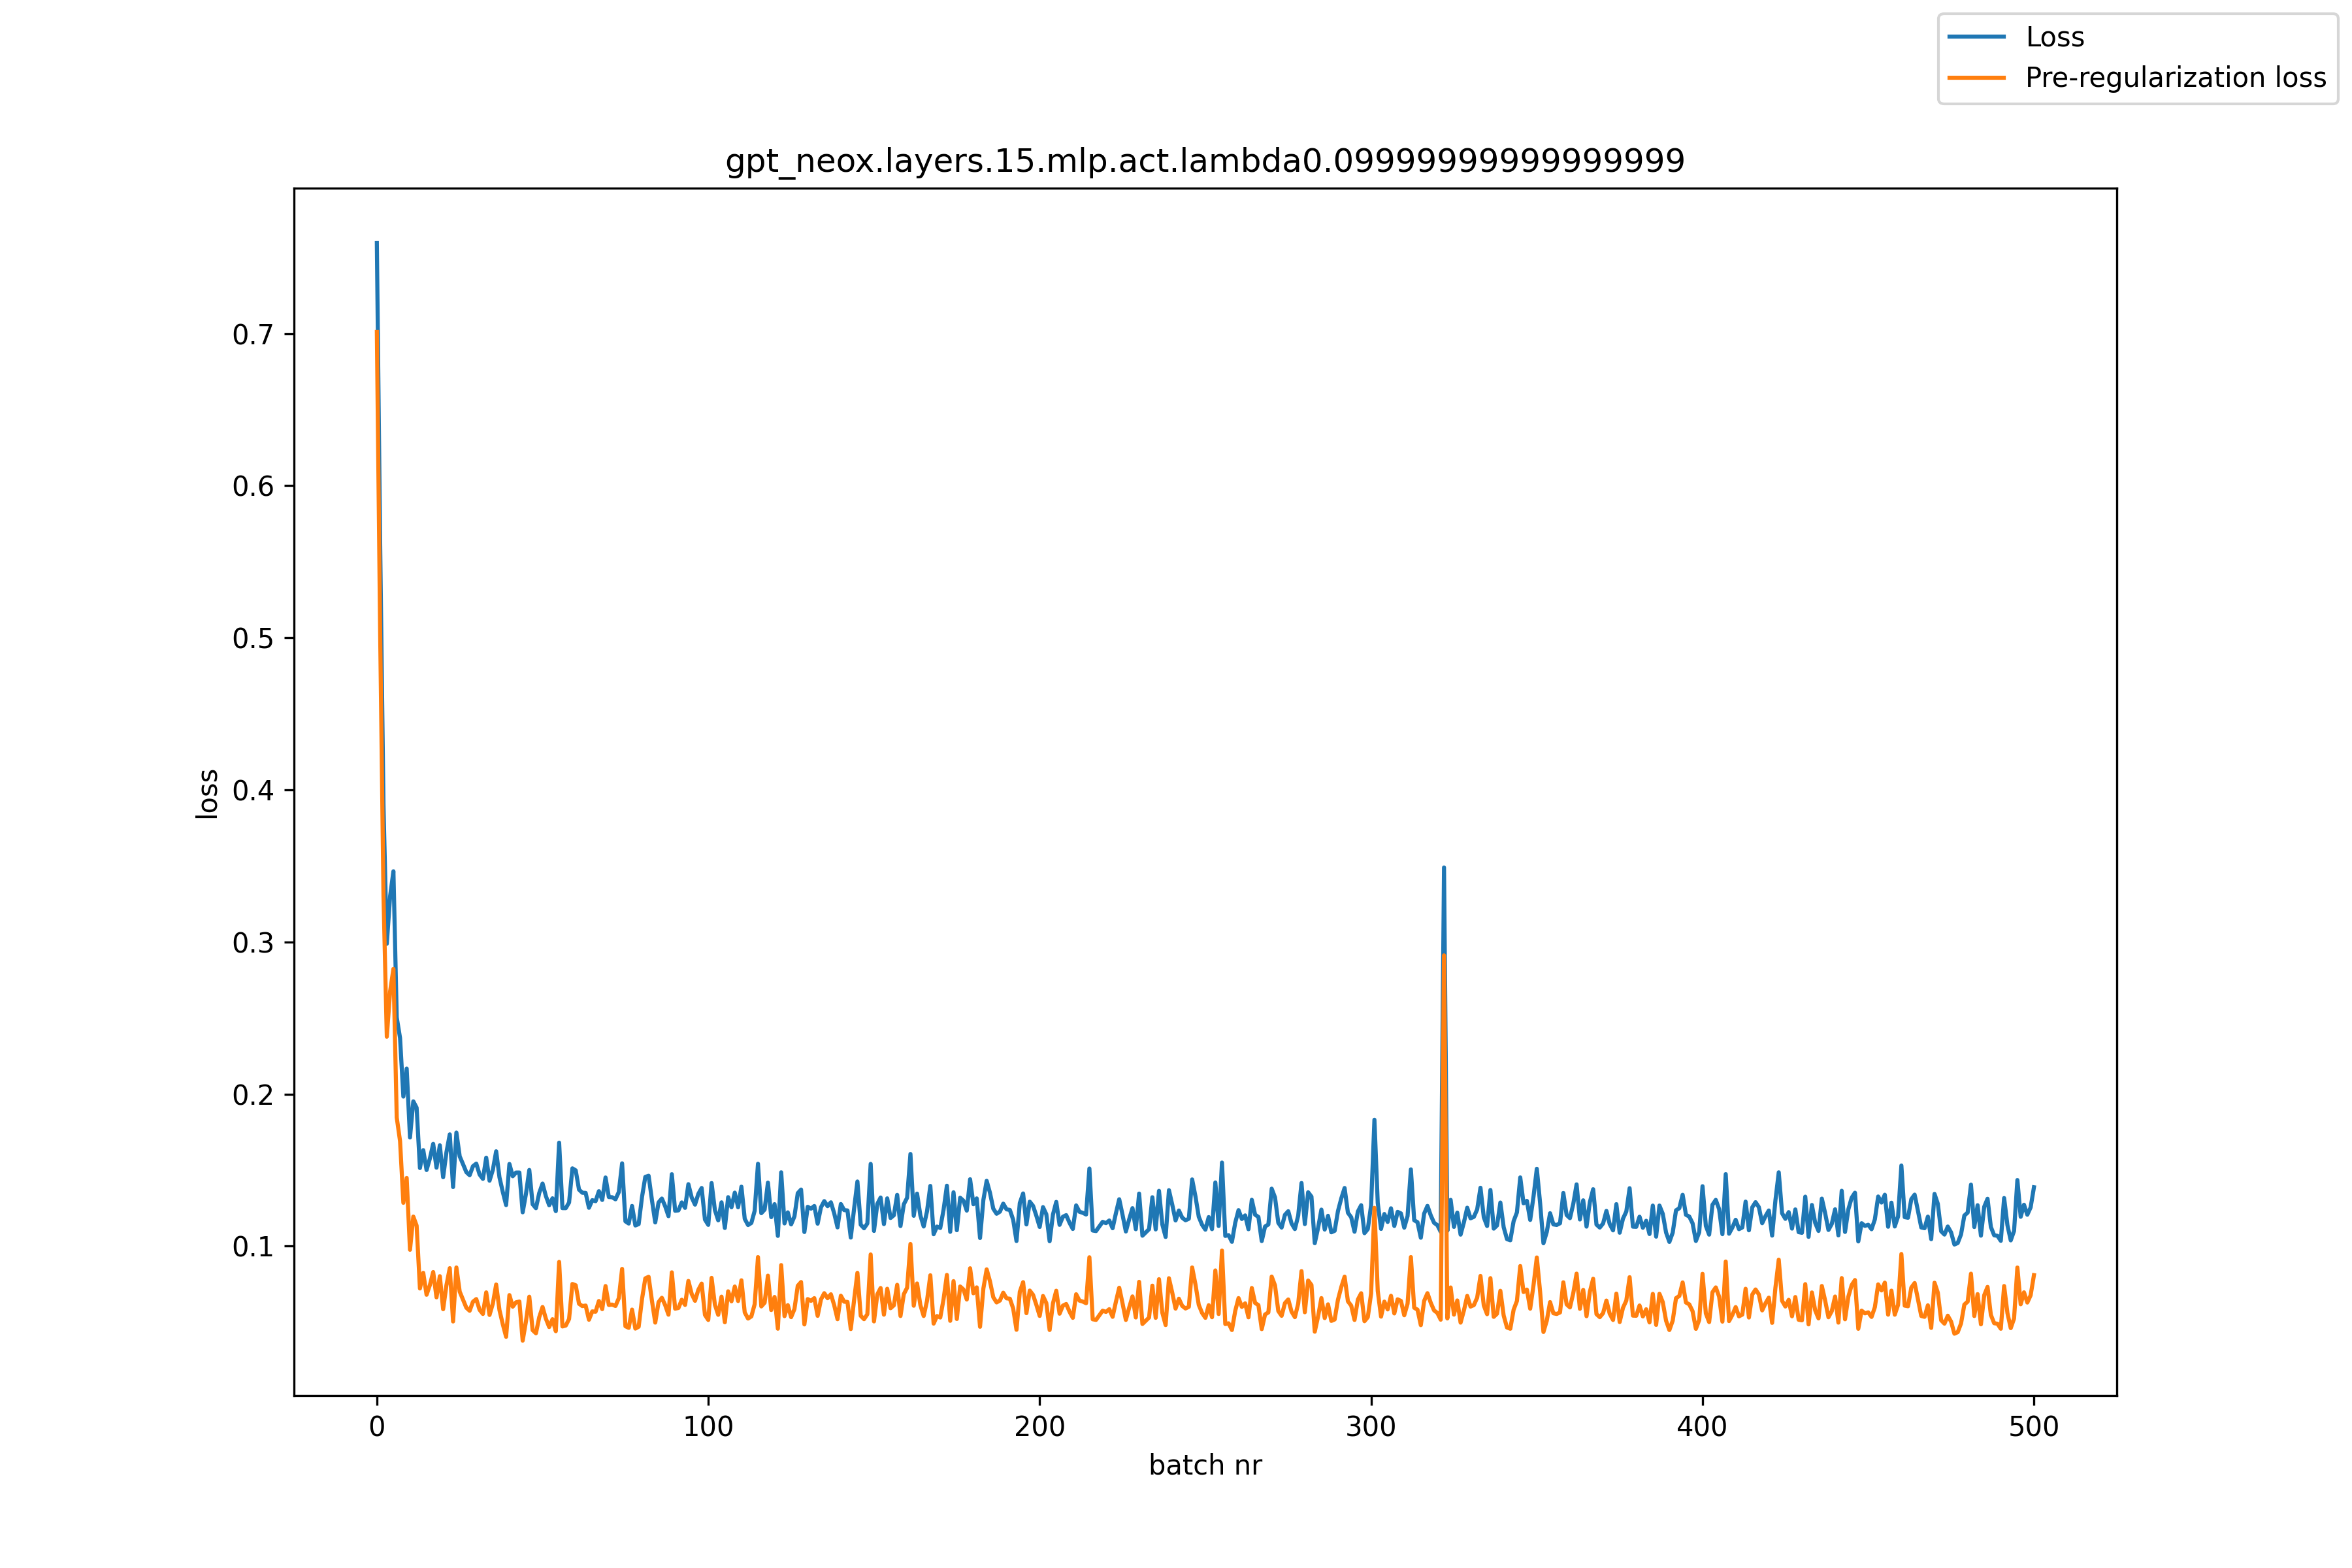 Loss
Pre-regularization loss
gpt_neox.layers.15.mlp.act.lambda0.09999999999999999
0.7
0.6
0.5
0.4
0.3
0.2
0.1
loss
0 100 200 300 400 500
batch nr